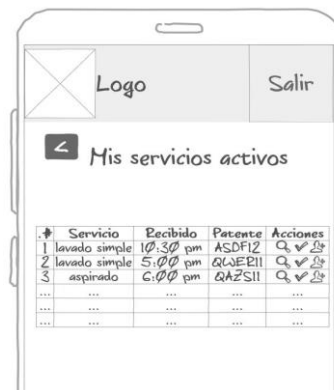 Logo Salir
< Mis servicios activos
.# Servicio Recibido Patente Acciones
1 lavado simple 10:30 pm ASDF12
2 lavado simple 5:00 pm QWER11
3 aspirado 6:00 pm QAZS11
... ... ... ... ...
... ... ... ... ...
... ... ... ... ...